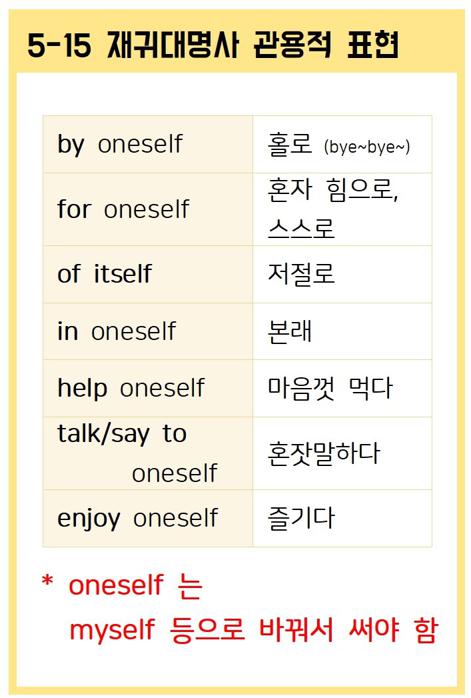 5-15 재귀대명사 관용적 표현
by oneself 홀로 (bye~bye~)
for oneself 혼자 힘으로,
스스로
of itself 저절로
in oneself 본래
help oneself 마음껏 먹다
talk/say to
oneself 혼잣말하다
enjoy oneself 즐기다
* oneself 는
myself 등으로 바꿔서 써야 함